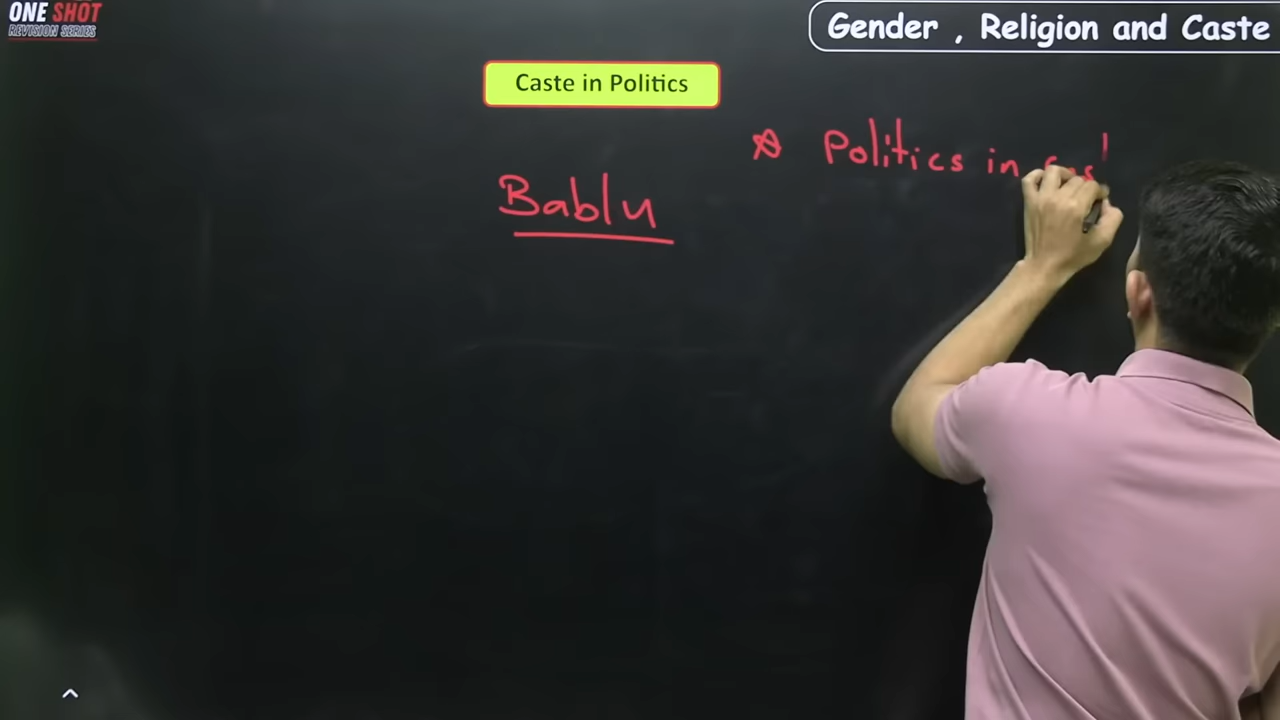 ONE SHOT
REVISION SERIES
Gender , Religion and Caste
Caste in Politics
Politics in
Bablu